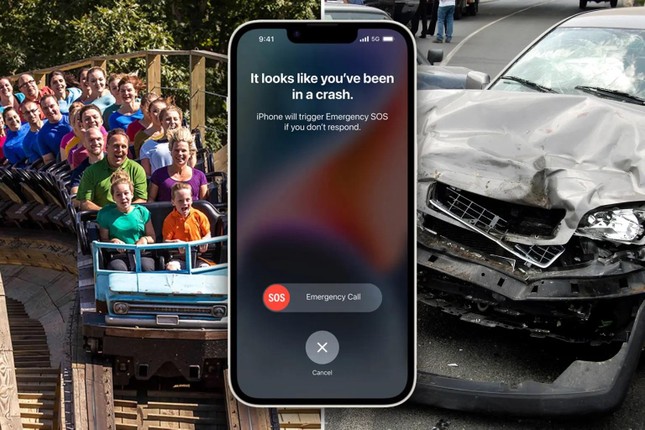 9:41
5G
It looks like you've been
in a crash.
iPhone will trigger Emergency SOS
if you don't respond.
SOS
Emergency Call
Cancel